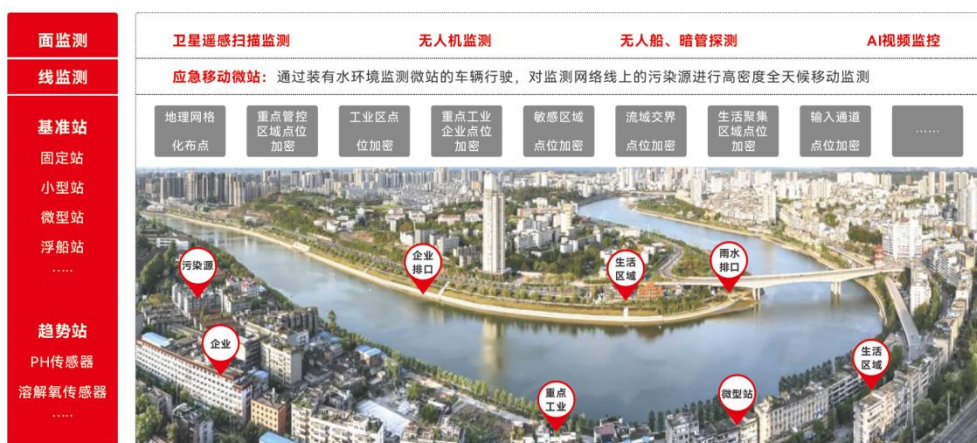 面监测
卫星遥感扫描监测
无人机监测
无人船、暗管探测
AI视频监控
线监测
应急移动微站：通过装有水环境监测微站的车辆行驶，对监测网络线上的污染源进行高密度全天候移动监测
基准站
固定站
小型站
微型站
浮船站
.....
趋势站
PH传感器
溶解氧传感器
.....
地理网格
化布点
重点管控
区域点位
加密
工业区点
位加密
重点工业
企业点位
加密
敏感区域
点位加密
流域交界
点位加密
生活聚集
区域点位
加密
输入通道
点位加密
......
污染源
企业
排口
生活
区域
雨水
排口
企业
重点
工业
微型站
生活
区域